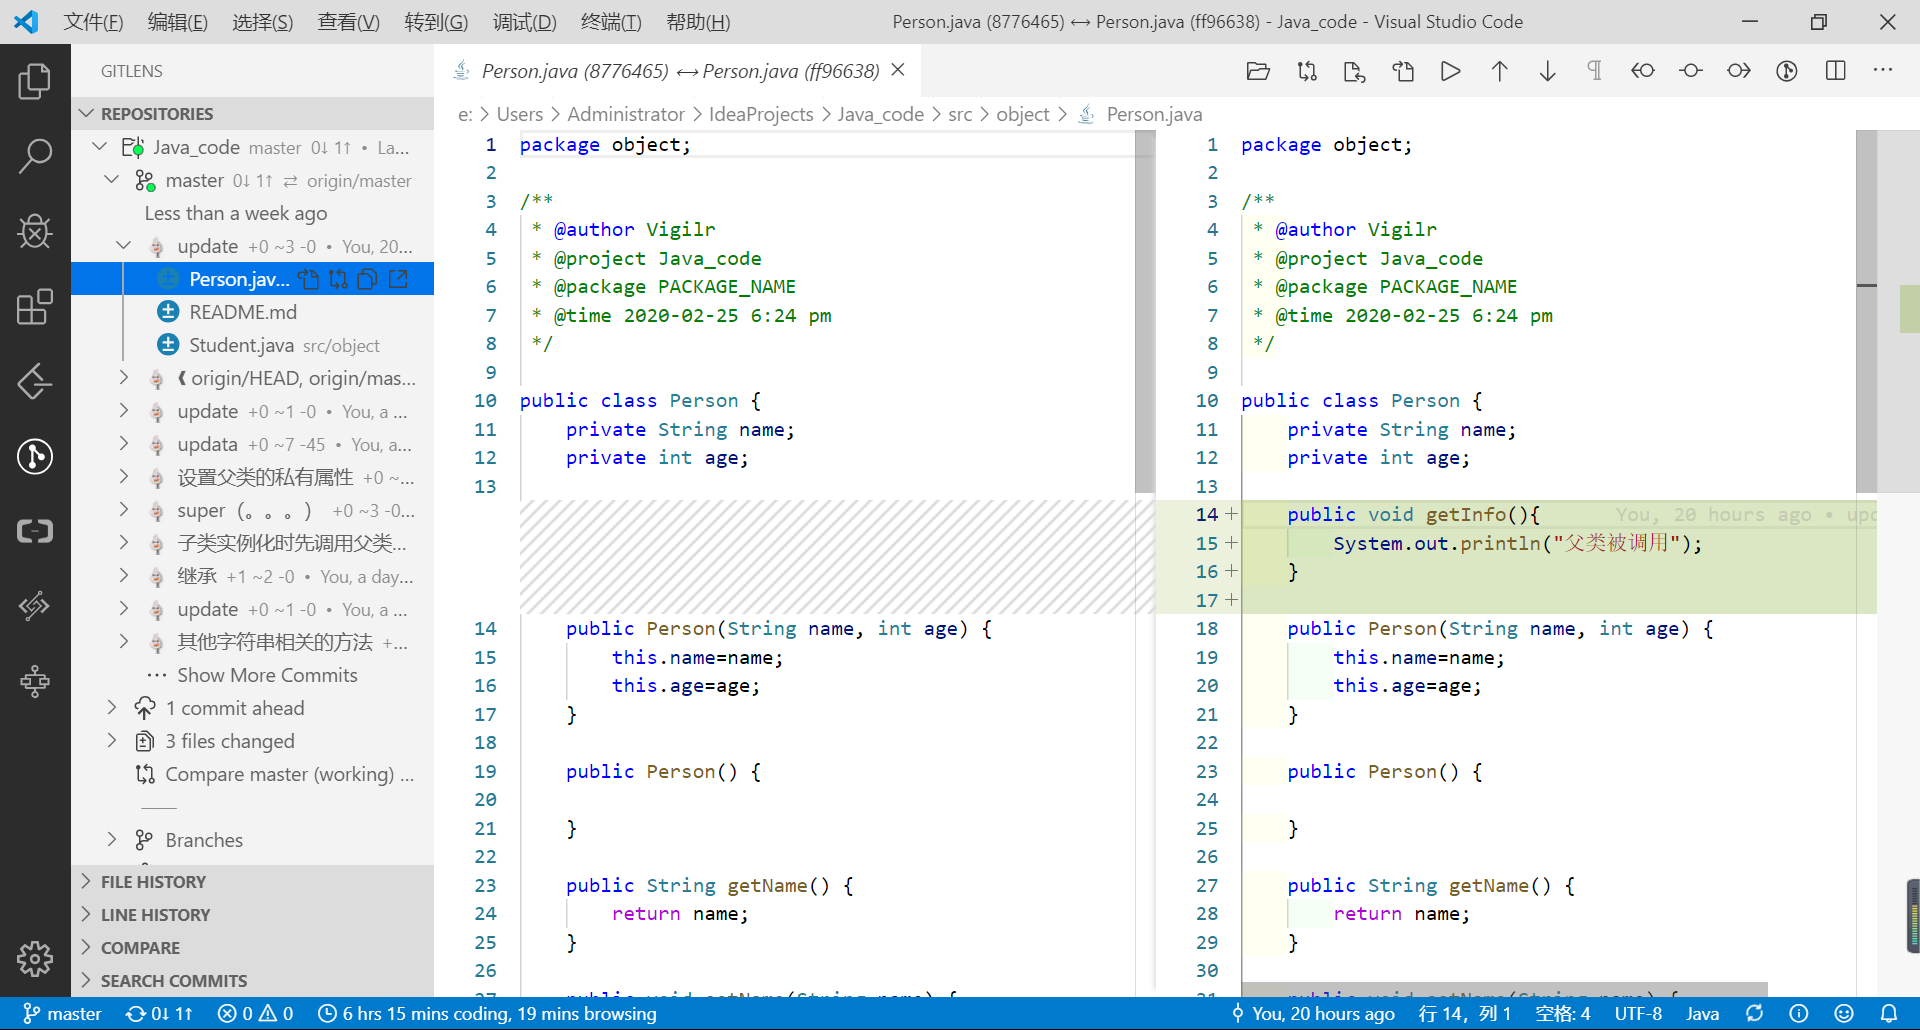 文件(F) 编辑(E) 选择(S) 查看(V) 转到(G) 调试(D) 终端(T) 帮助(H) Person.java (8776465) ↔ Person.java (ff96638) - Java_code - Visual Studio Code
GITLENS
REPOSITORIES
Java_code master 0↓ 1↑ • La...
master 0↓ 1↑ ⇄ origin/master
Less than a week ago
update +0 ~3 -0 • You, 20...
Person.jav...
README.md
Student.java src/object
origin/HEAD, origin/mas...
update +0 ~1 -0 • You, a ...
updata +0 ~7 -45 • You, a...
设置父类的私有属性 +0 ~...
super（。。。） +0 ~3 -0...
子类实例化时先调用父类...
继承 +1 ~2 -0 • You, a day...
update +0 ~1 -0 • You, a ...
其他字符串相关的方法 +...
Show More Commits
1 commit ahead
3 files changed
Compare master (working) ...
Branches
FILE HISTORY
LINE HISTORY
COMPARE
SEARCH COMMITS
Person.java (8776465) ↔ Person.java (ff96638)
e: > Users > Administrator > IdeaProjects > Java_code > src > object > Person.java
1 package object;
2
3 /**
4 * @author Vigilr
5 * @project Java_code
6 * @package PACKAGE_NAME
7 * @time 2020-02-25 6:24 pm
8 */
9
10 public class Person {
11 private String name;
12 private int age;
13
14 public Person(String name, int age) {
15 this.name=name;
16 this.age=age;
17 }
18
19 public Person() {
20
21 }
22
23 public String getName() {
24 return name;
25 }
26
27 public void setName(String name) {
1 package object;
2
3 /**
4 * @author Vigilr
5 * @project Java_code
6 * @package PACKAGE_NAME
7 * @time 2020-02-25 6:24 pm
8 */
9
10 public class Person {
11 private String name;
12 private int age;
13
14 + public void getInfo(){ You, 20 hours ago • upd
15 + System.out.println("父类被调用");
16 + }
17 +
18 public Person(String name, int age) {
19 this.name=name;
20 this.age=age;
21 }
22
23 public Person() {
24
25 }
26
27 public String getName() {
28 return name;
29 }
30
31 public void setName(String name) {
master 0↓ 1↑ 0 0 6 hrs 15 mins coding, 19 mins browsing You, 20 hours ago 行 14，列 1 空格: 4 UTF-8 Java